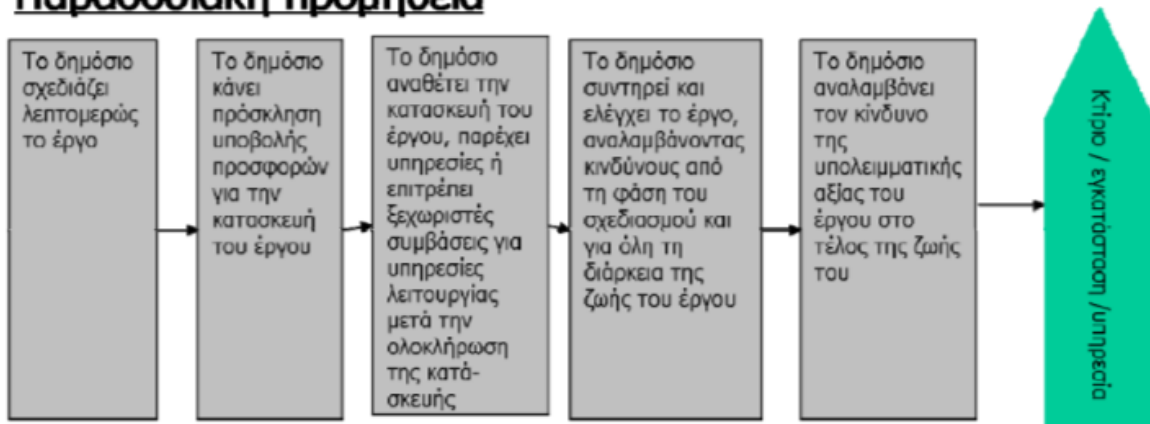 Παραδοσιακή προμήθεια
Το δημόσιο
σχεδιάζει
λεπτομερώς
το έργο
Το δημόσιο
κάνει
πρόσκληση
υποβολής
προσφορών
για την
κατασκευή
του έργου
Το δημόσιο
αναθέτει την
κατασκευή του
έργου, παρέχει
υπηρεσίες ή
επιτρέπει
ξεχωριστές
συμβάσεις για
υπηρεσίες
λειτουργίας
μετά την
ολοκλήρωση
της κατά-
σκευής
Το δημόσιο
συντηρεί και
ελέγχει το έργο,
αναλαμβάνοντας
κινδύνους από
τη φάση του
σχεδιασμού και
για όλη τη
διάρκεια της
ζωής του έργου
Το δημόσιο
αναλαμβάνει
τον κίνδυνο
της
υπολειμματικής
αξίας του
έργου στο
τέλος της ζωής
του
Κτίριο / εγκατάσταση /υπηρεσία